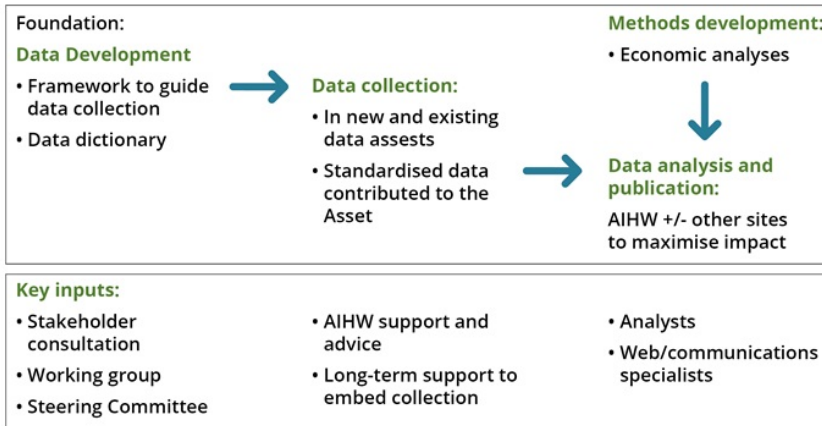 Foundation:
Data Development
• Framework to guide
data collection
• Data dictionary
Data collection:
• In new and existing
data assests
• Standardised data
contributed to the
Asset
Methods development:
• Economic analyses
Data analysis and
publication:
AIHW +/- other sites
to maximise impact
Key inputs:
• Stakeholder
consultation
• Working group
• Steering Committee
• AIHW support and
advice
• Long-term support to
embed collection
• Analysts
• Web/communications
specialists